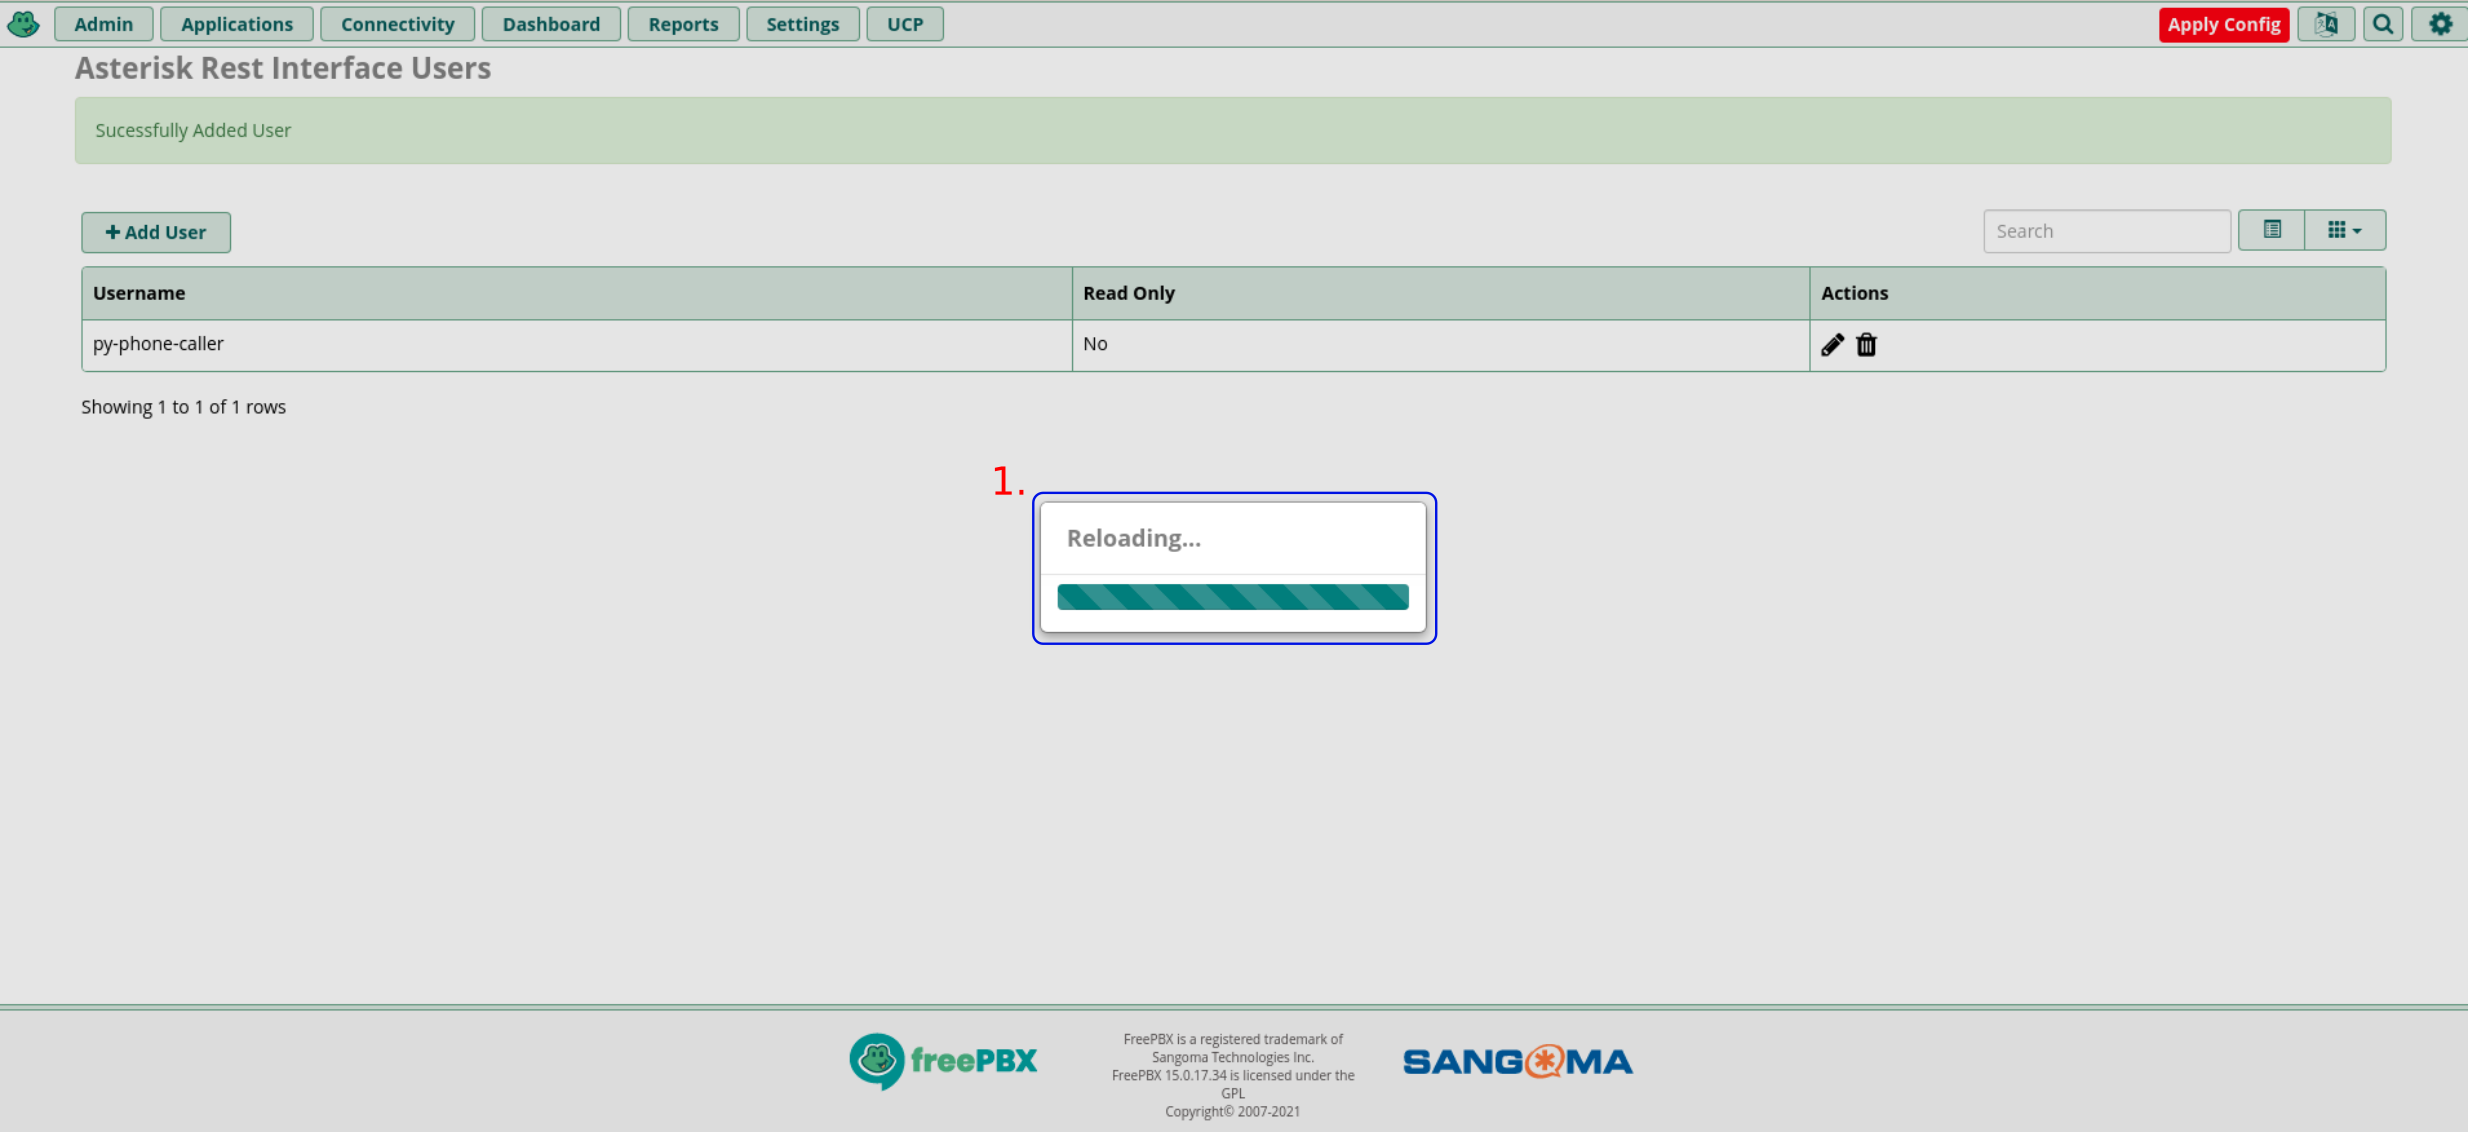 Admin Applications Connectivity Dashboard Reports Settings UCP Apply Config
Asterisk Rest Interface Users
Sucessfully Added User
Add User
Search
Username Read Only Actions
py-phone-caller No
Showing 1 to 1 of 1 rows
1.
Reloading...
freePBX
FreePBX is a registered trademark of
Sangoma Technologies Inc.
FreePBX 15.0.17.34 is licensed under the
GPL
Copyright© 2007-2021
SANGOMA